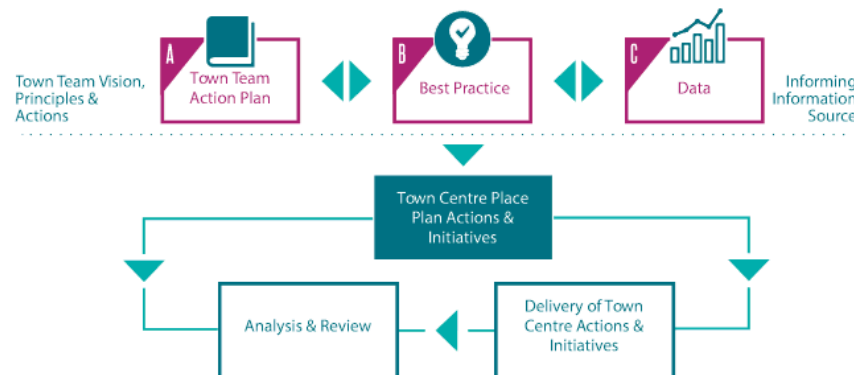 A
Town Team
Action Plan
B
Best Practice
C
Data
Town Team Vision,
Principles &
Actions
Informing
Information
Source
Town Centre Place
Plan Actions &
Initiatives
Analysis & Review
Delivery of Town
Centre Actions &
Initiatives